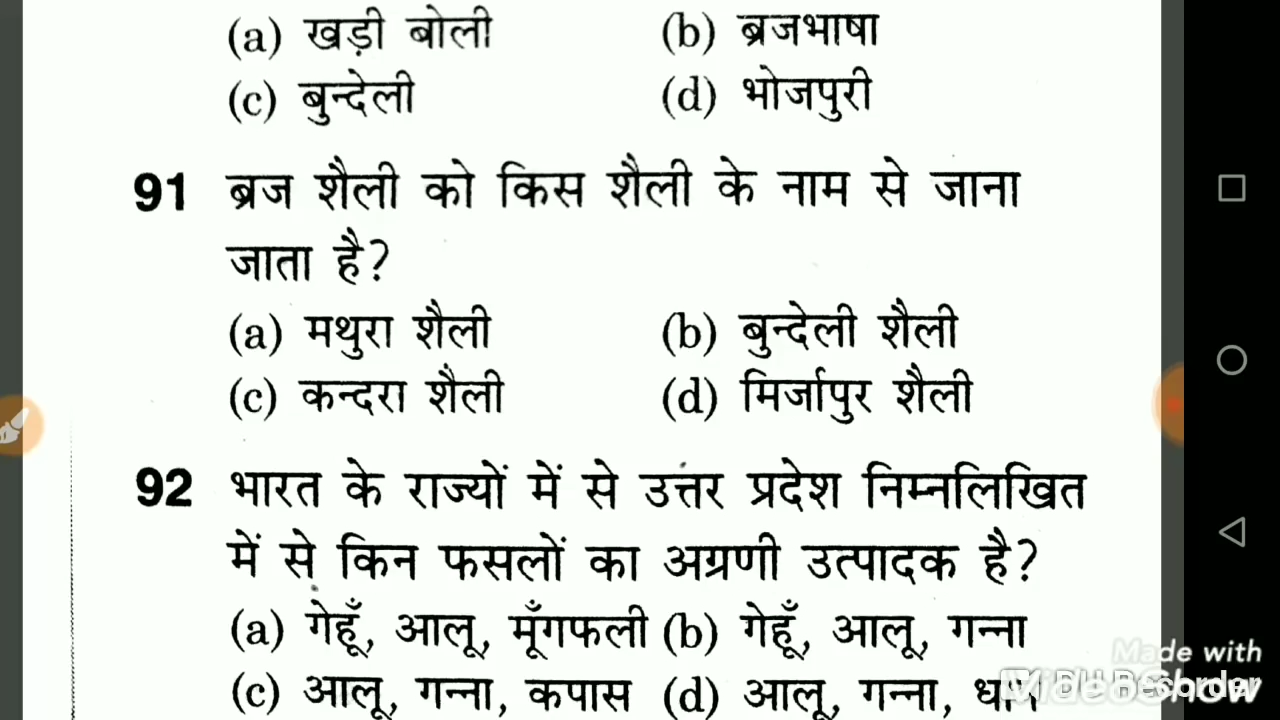 (a) खड़ी बोली (b) ब्रजभाषा
(c) बुन्देली (d) भोजपुरी
91 ब्रज शैली को किस शैली के नाम से जाना
जाता है?
(a) मथुरा शैली (b) बुन्देली शैली
(c) कन्दरा शैली (d) मिर्जापुर शैली
92 भारत के राज्यों में से उत्तर प्रदेश निम्नलिखित
में से किन फसलों का अग्रणी उत्पादक है?
(a) गेहूँ, आलू, मूँगफली (b) गेहूँ, आलू, गन्ना
(c) आलू, गन्ना, कपास (d) आलू, गन्ना, धान
Made with